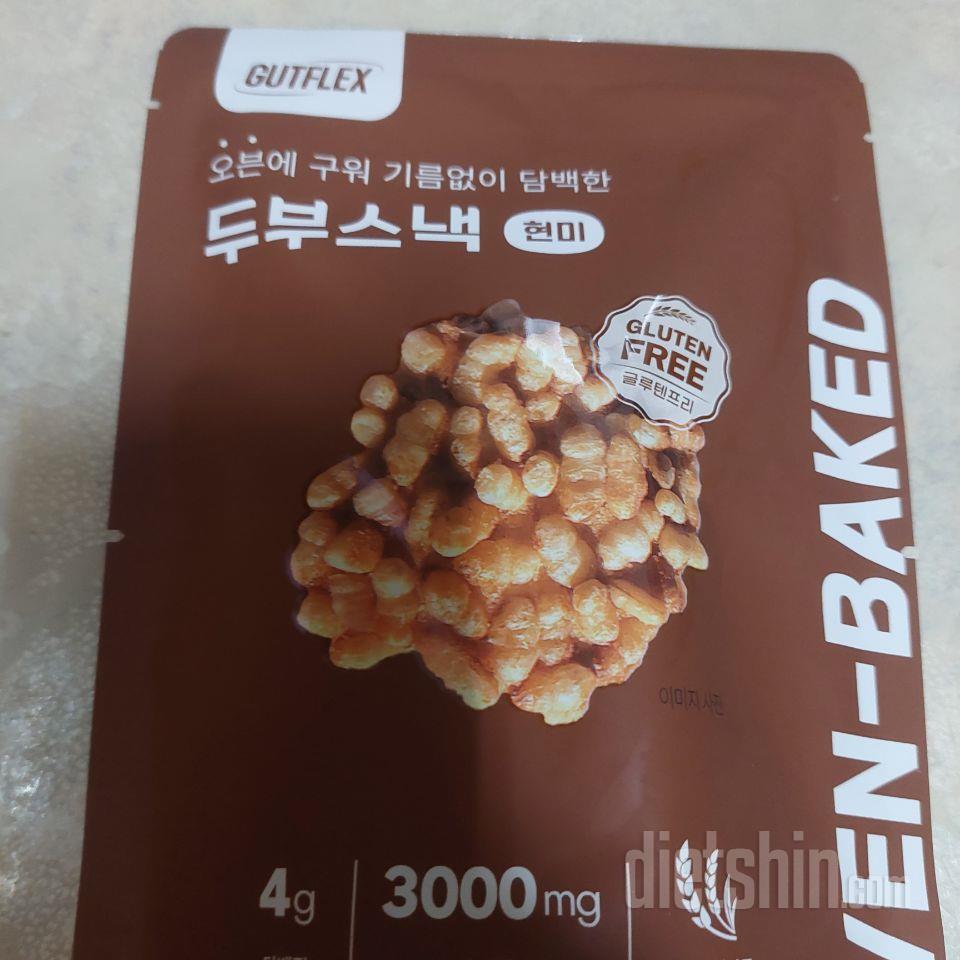 GUTFLEX
오븐에 구워 기름없이 담백한
두부스낵 현미
GLUTEN
FREE
글루텐프리
VEN-BAKED
이미지 사진
4g
3000mg
dietshin.com